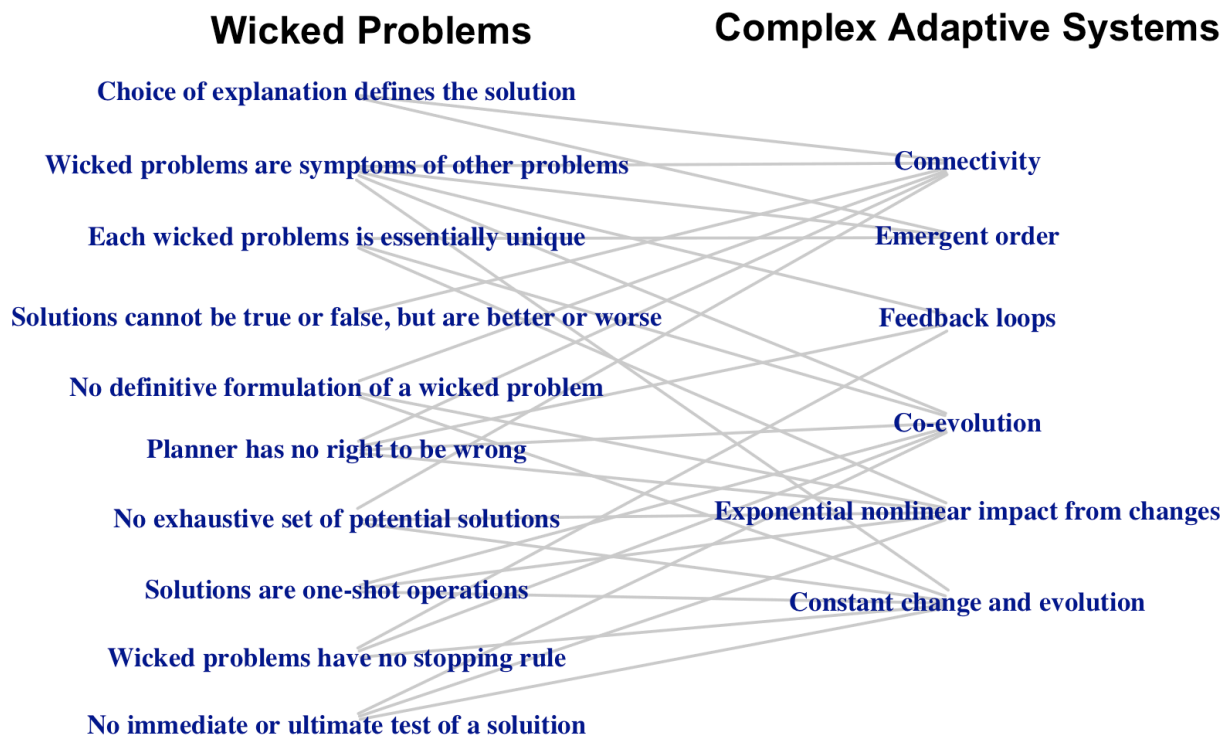 Wicked Problems
Choice of explanation defines the solution
Wicked problems are symptoms of other problems
Each wicked problems is essentially unique
Solutions cannot be true or false, but are better or worse
No definitive formulation of a wicked problem
Planner has no right to be wrong
No exhaustive set of potential solutions
Solutions are one-shot operations
Wicked problems have no stopping rule
No immediate or ultimate test of a soluition
Complex Adaptive Systems
Connectivity
Emergent order
Feedback loops
Co-evolution
Exponential nonlinear impact from changes
Constant change and evolution